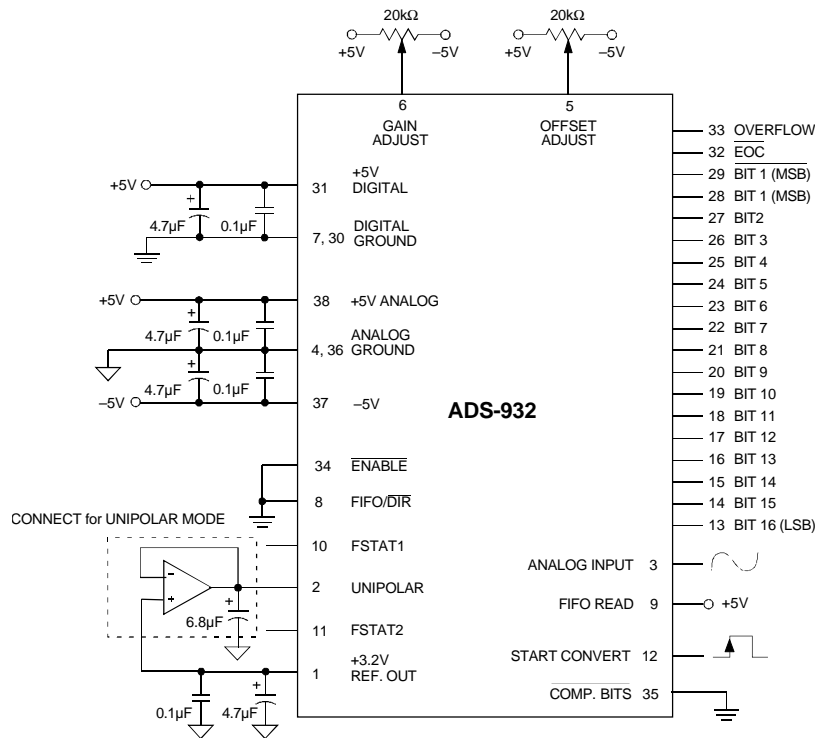 20kΩ 20kΩ
+5V –5V +5V –5V
6 5
GAIN ADJUST OFFSET ADJUST
+5V
4.7µF + 0.1µF
31 +5V DIGITAL
7, 30 DIGITAL GROUND
+5V
4.7µF + 0.1µF
38 +5V ANALOG
4, 36 ANALOG GROUND
4.7µF + 0.1µF
–5V
37 –5V
ADS-932
34 ENABLE
8 FIFO/DIR
CONNECT for UNIPOLAR MODE
10 FSTAT1
– +
2 UNIPOLAR
+ 6.8µF
11 FSTAT2
1 +3.2V REF. OUT
0.1µF + 4.7µF
33 OVERFLOW
32 EOC
29 BIT 1 (MSB)
28 BIT 1 (MSB)
27 BIT2
26 BIT 3
25 BIT 4
24 BIT 5
23 BIT 6
22 BIT 7
21 BIT 8
20 BIT 9
19 BIT 10
18 BIT 11
17 BIT 12
16 BIT 13
15 BIT 14
14 BIT 15
13 BIT 16 (LSB)
ANALOG INPUT 3
FIFO READ 9 +5V
START CONVERT 12
COMP. BITS 35